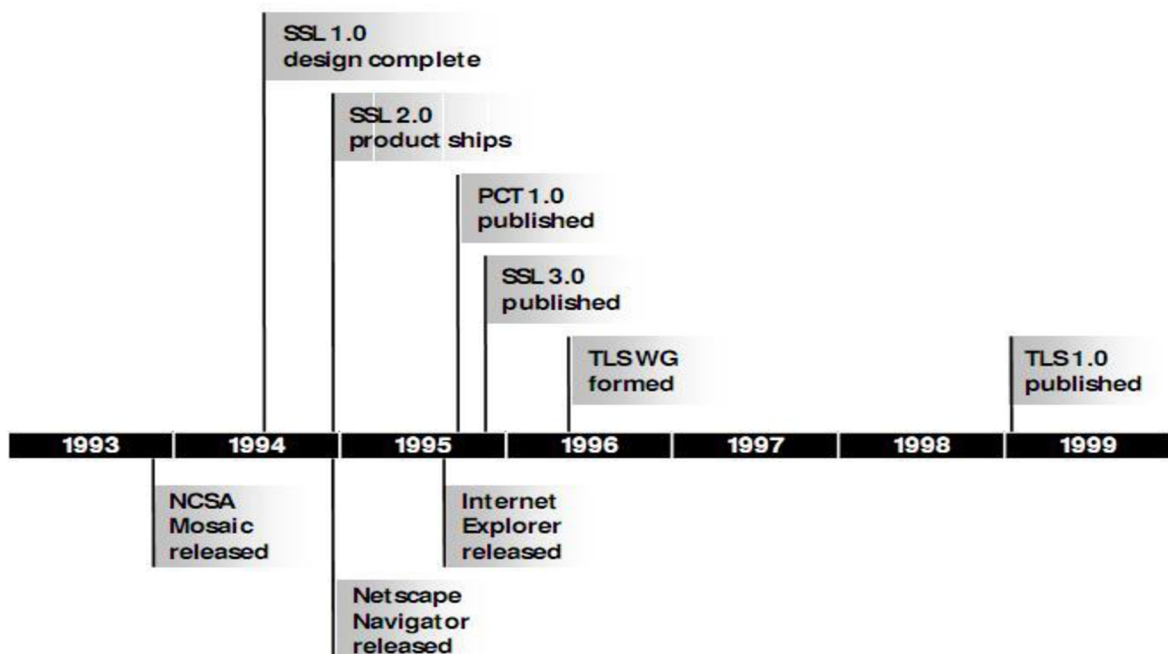 SSL 1.0
design complete
SSL 2.0
product ships
PCT 1.0
published
SSL 3.0
published
TLS WG
formed
TLS 1.0
published
1993 1994 1995 1996 1997 1998 1999
NCSA
Mosaic
released
Internet
Explorer
released
Netscape
Navigator
released